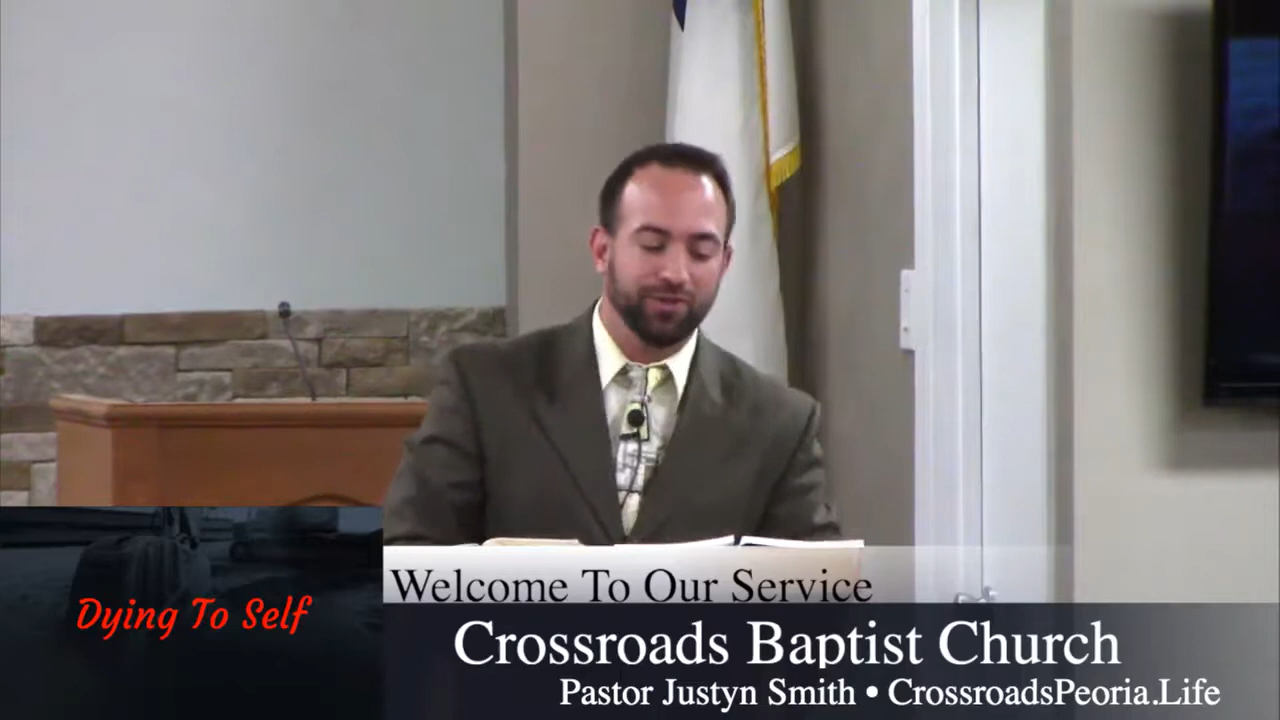 Welcome To Our Service
Dying To Self
Crossroads Baptist Church
Pastor Justyn Smith • CrossroadsPeoria.Life